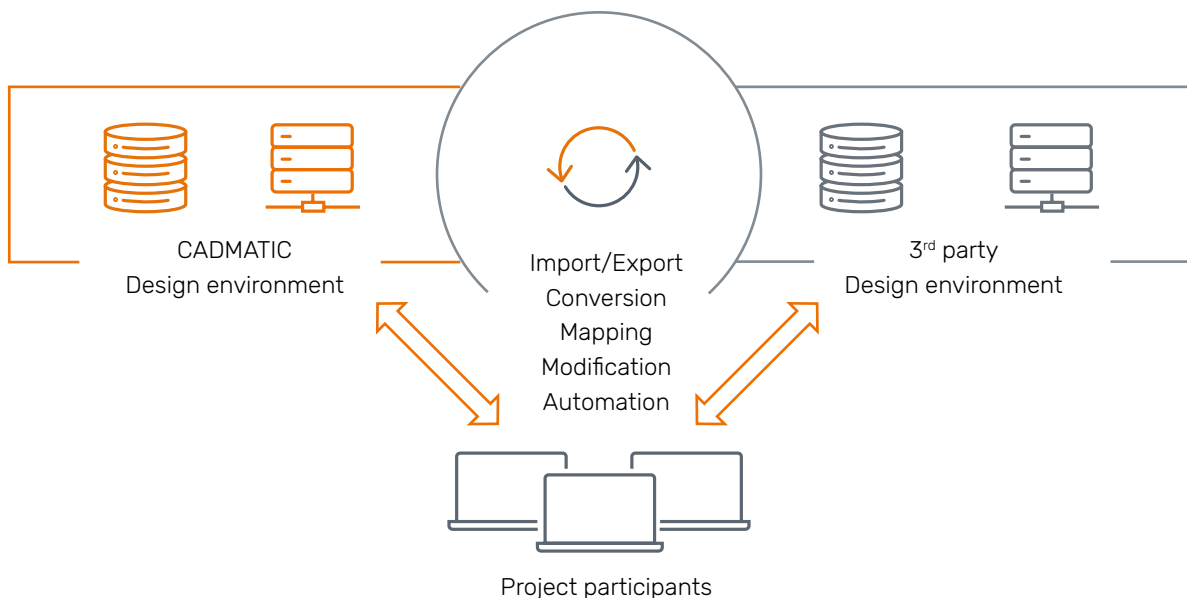 CADMATIC
Design environment
Import/Export
Conversion
Mapping
Modification
Automation
3rd party
Design environment
Project participants